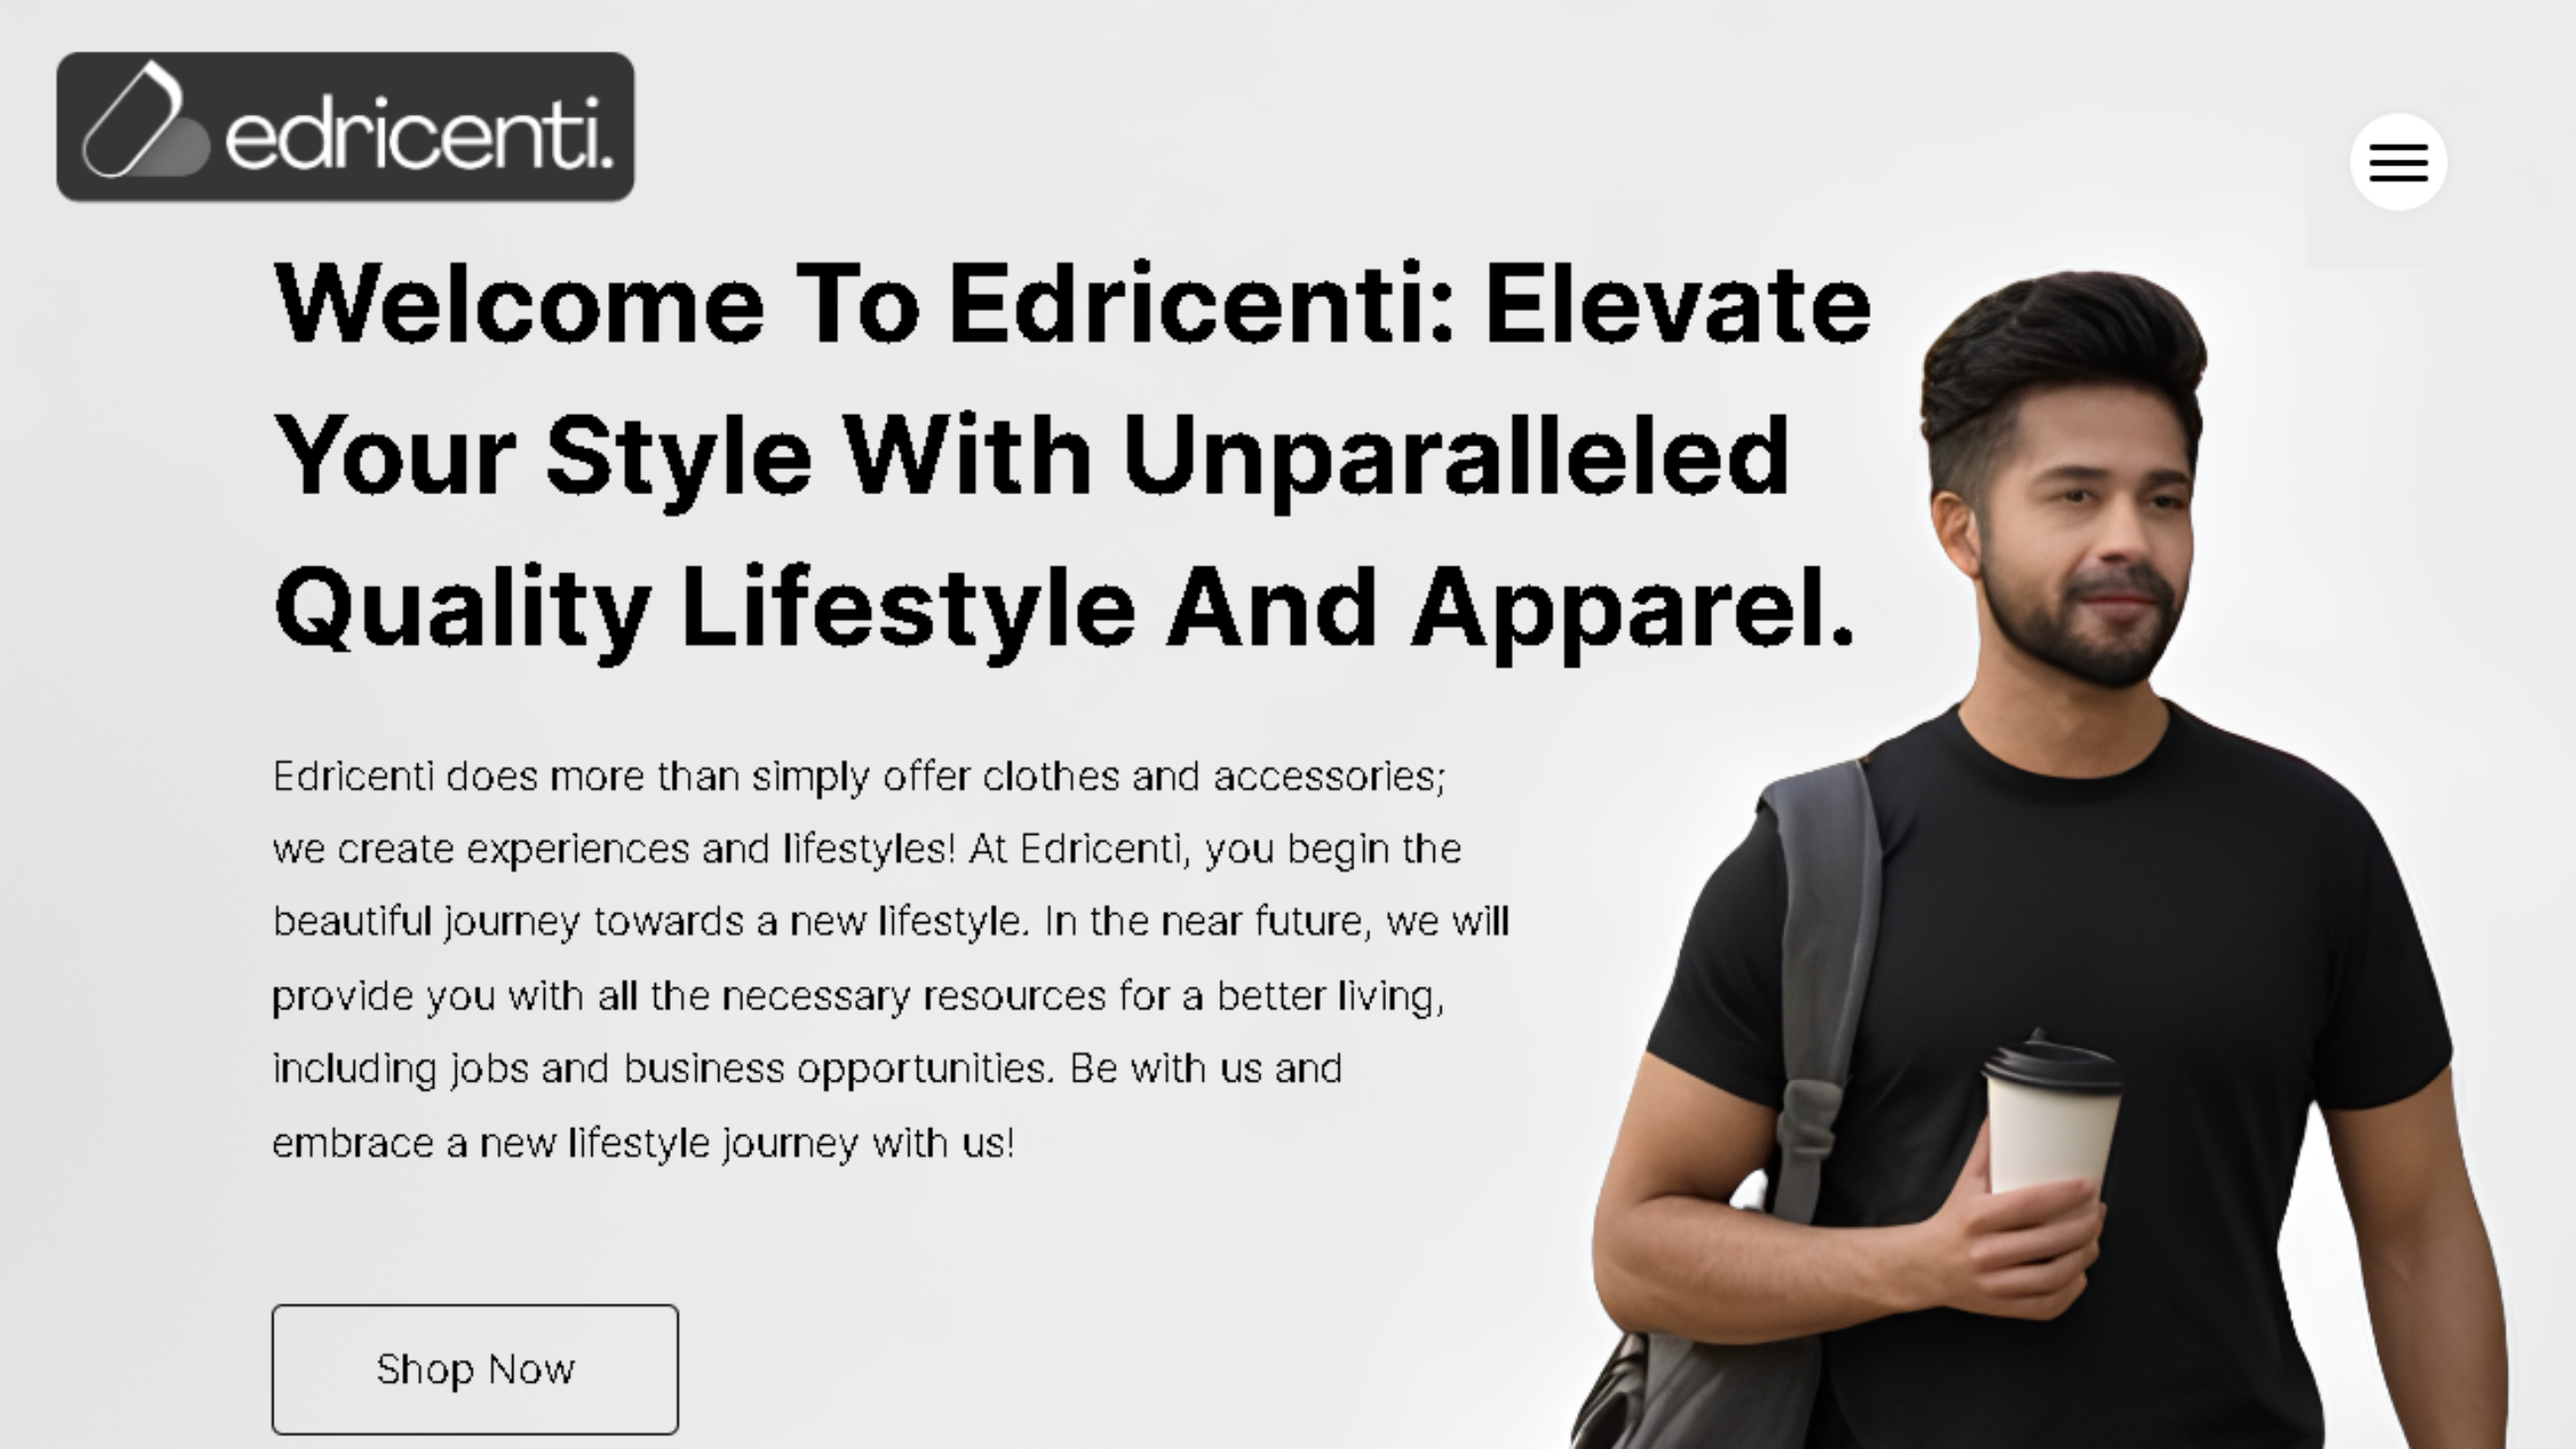 edricenti.
Welcome To Edricenti: Elevate
Your Style With Unparalleled
Quality Lifestyle And Apparel.
Edricenti does more than simply offer clothes and accessories;
we create experiences and lifestyles! At Edricenti, you begin the
beautiful journey towards a new lifestyle. In the near future, we will
provide you with all the necessary resources for a better living,
including jobs and business opportunities. Be with us and
embrace a new lifestyle journey with us!
Shop Now